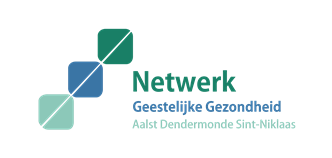 Netwerk
Geestelijke Gezondheid
Aalst Dendermonde Sint-Niklaas